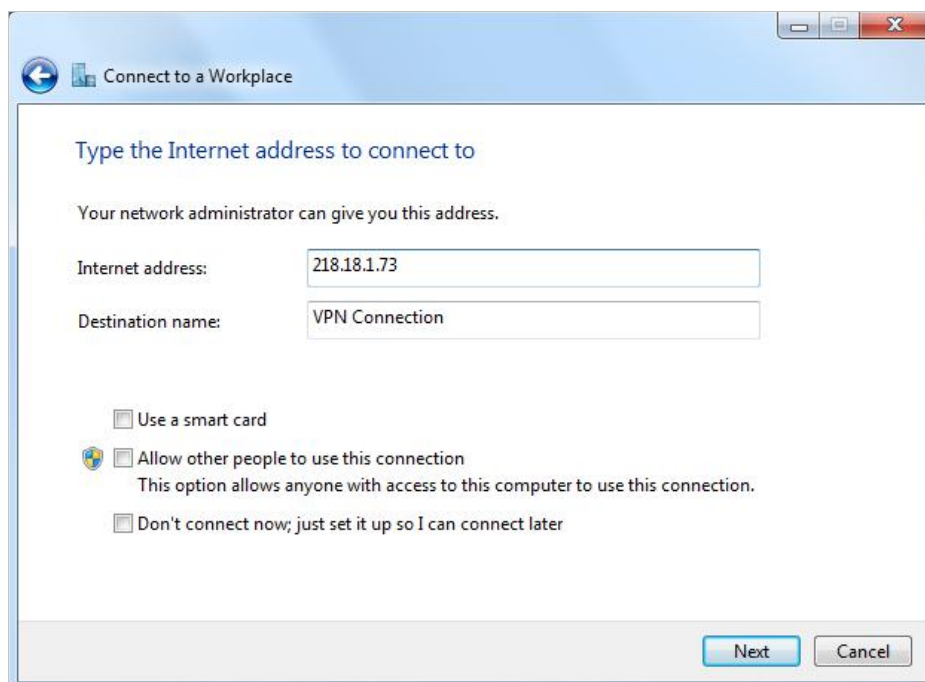 Connect to a Workplace
Type the Internet address to connect to
Your network administrator can give you this address.
Internet address: 218.18.1.73
Destination name: VPN Connection
Use a smart card
Allow other people to use this connection
This option allows anyone with access to this computer to use this connection.
Don't connect now; just set it up so I can connect later
Next Cancel